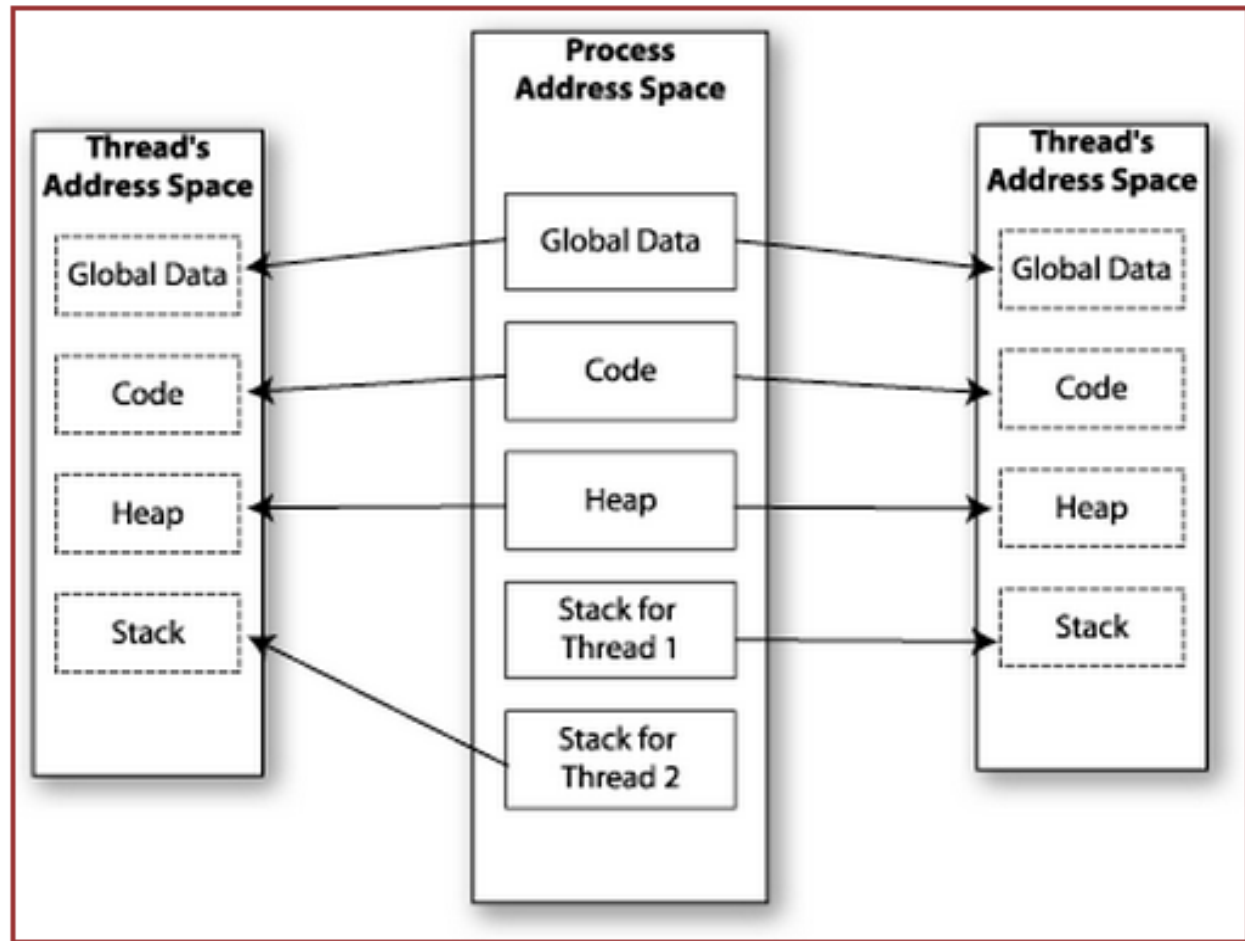 Process
Address Space
Thread's
Address Space
Global Data
Code
Heap
Stack
Global Data
Code
Heap
Stack for
Thread 1
Stack for
Thread 2
Thread's
Address Space
Global Data
Code
Heap
Stack